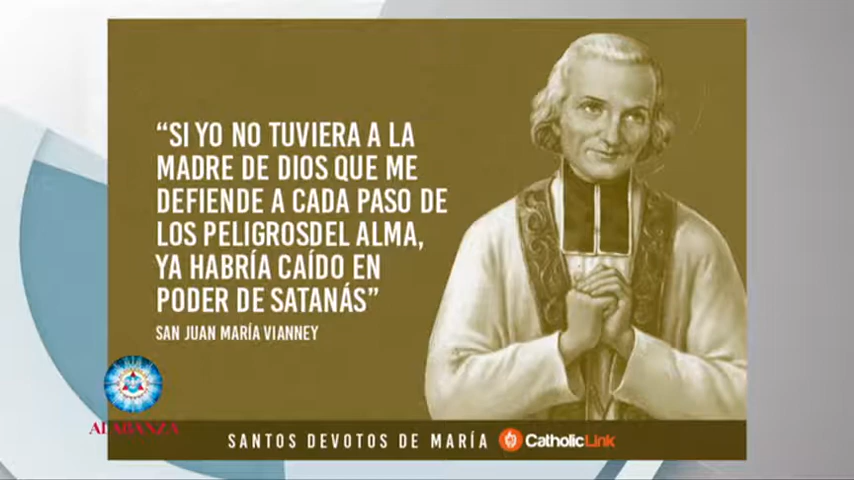 “SI YO NO TUVIERA A LA
MADRE DE DIOS QUE ME
DEFIENDE A CADA PASO DE
LOS PELIGROSDEL ALMA,
YA HABRÍA CAÍDO EN
PODER DE SATANÁS”
SAN JUAN MARÍA VIANNEY
ALABANZA
SANTOS DEVOTOS DE MARÍA CatholicLink